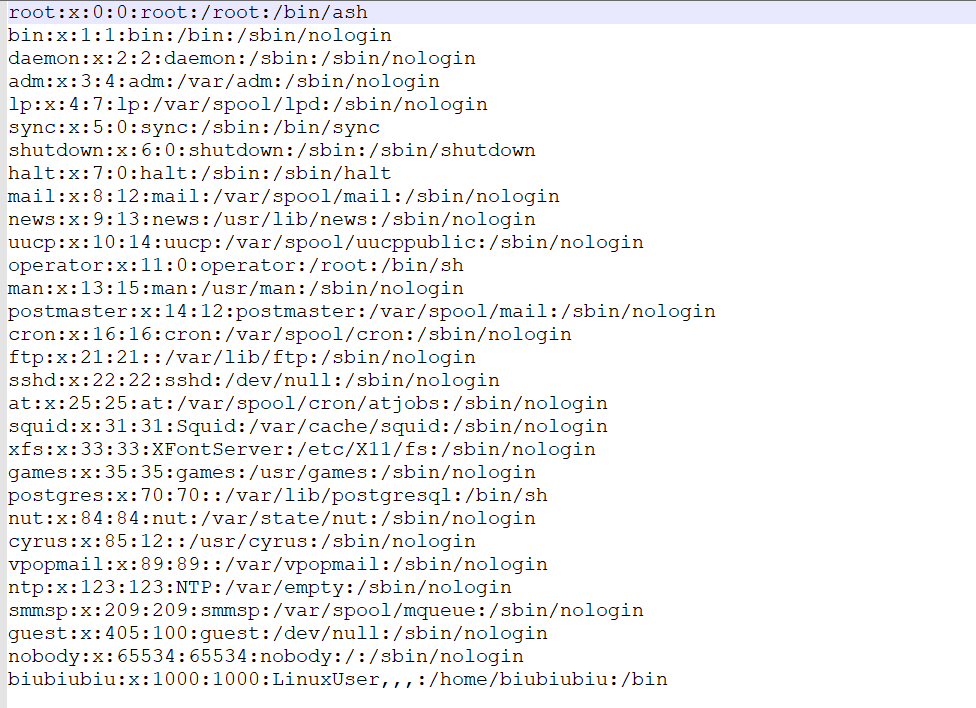 root:x:0:0:root:/root:/bin/ash
bin:x:1:1:bin:/bin:/sbin/nologin
daemon:x:2:2:daemon:/sbin:/sbin/nologin
adm:x:3:4:adm:/var/adm:/sbin/nologin
lp:x:4:7:lp:/var/spool/lpd:/sbin/nologin
sync:x:5:0:sync:/sbin:/bin/sync
shutdown:x:6:0:shutdown:/sbin:/sbin/shutdown
halt:x:7:0:halt:/sbin:/sbin/halt
mail:x:8:12:mail:/var/spool/mail:/sbin/nologin
news:x:9:13:news:/usr/lib/news:/sbin/nologin
uucp:x:10:14:uucp:/var/spool/uucppublic:/sbin/nologin
operator:x:11:0:operator:/root:/bin/sh
man:x:13:15:man:/usr/man:/sbin/nologin
postmaster:x:14:12:postmaster:/var/spool/mail:/sbin/nologin
cron:x:16:16:cron:/var/spool/cron:/sbin/nologin
ftp:x:21:21::/var/lib/ftp:/sbin/nologin
sshd:x:22:22:sshd:/dev/null:/sbin/nologin
at:x:25:25:at:/var/spool/cron/atjobs:/sbin/nologin
squid:x:31:31:Squid:/var/cache/squid:/sbin/nologin
xfs:x:33:33:XFontServer:/etc/X11/fs:/sbin/nologin
games:x:35:35:games:/usr/games:/sbin/nologin
postgres:x:70:70::/var/lib/postgresql:/bin/sh
nut:x:84:84:nut:/var/state/nut:/sbin/nologin
cyrus:x:85:12::/usr/cyrus:/sbin/nologin
vpopmail:x:89:89::/var/vpopmail:/sbin/nologin
ntp:x:123:123:NTP:/var/empty:/sbin/nologin
smmsp:x:209:209:smmsp:/var/spool/mqueue:/sbin/nologin
guest:x:405:100:guest:/dev/null:/sbin/nologin
nobody:x:65534:65534:nobody:/:/sbin/nologin
biubiubiu:x:1000:1000:LinuxUser,,,:/home/biubiubiu:/bin